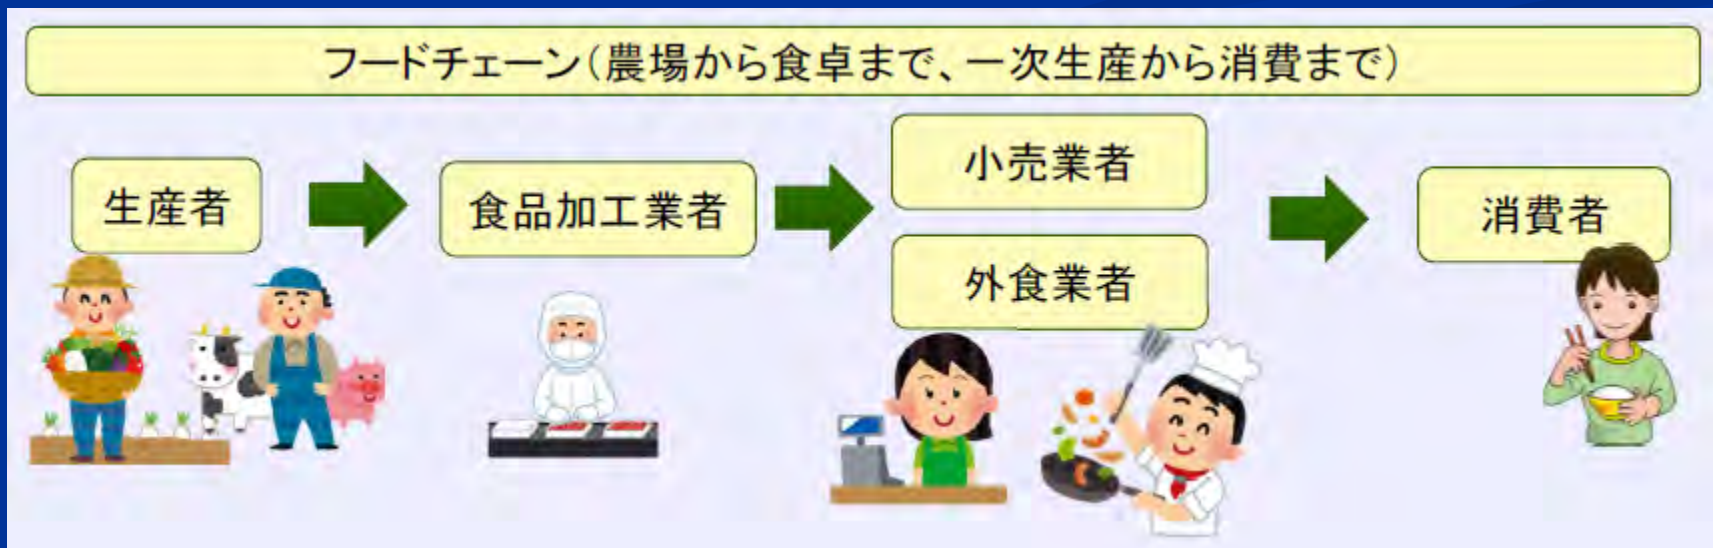 フードチェーン(農場から食卓まで、一次生産から消費まで)
生産者
食品加工業者
小売業者
外食業者
消費者